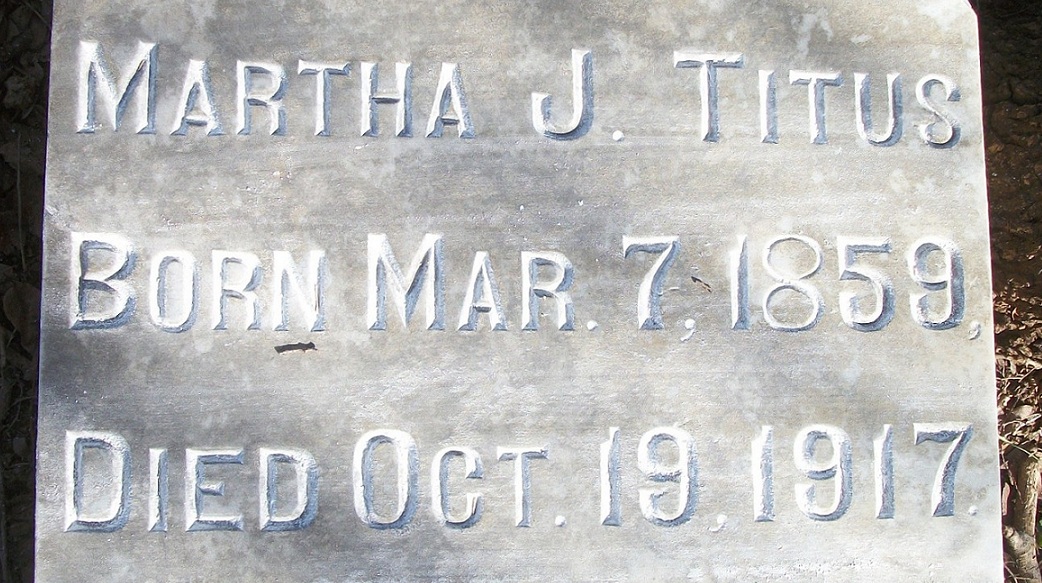 MARTHA J. TITUS
BORN MAR. 7, 1859,
DIED OCT. 19, 1917.